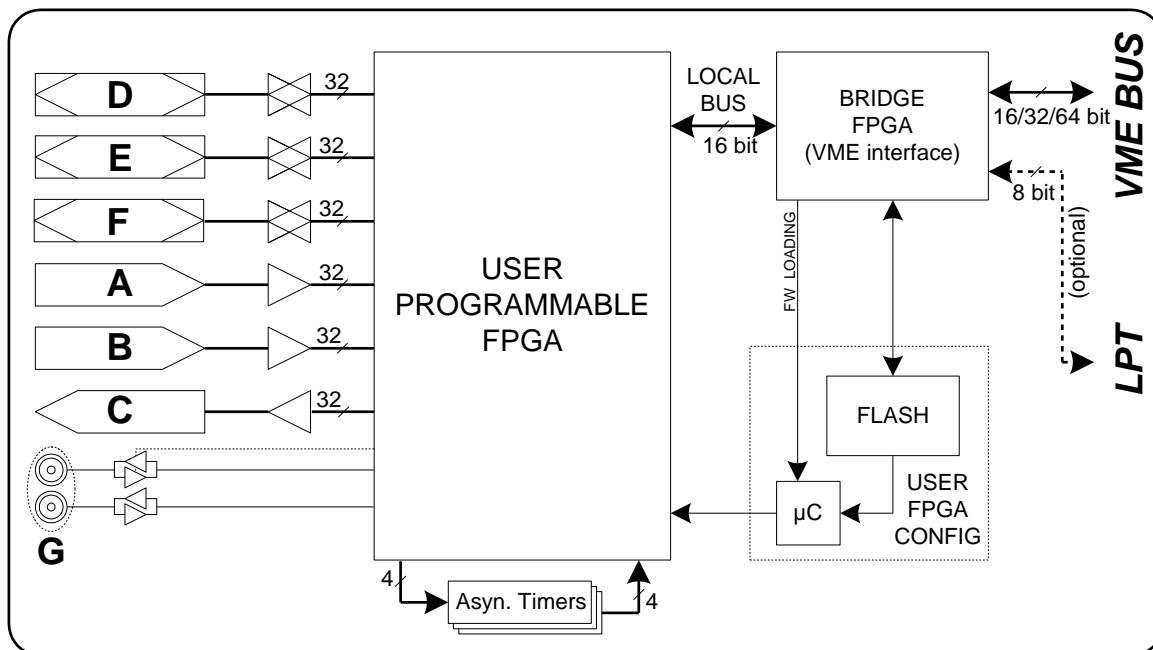 D
32
E
32
F
32
A
32
B
32
C
32
G
USER
PROGRAMMABLE
FPGA
LOCAL
BUS
16 bit
BRIDGE
FPGA
(VME interface)
16/32/64 bit
VME BUS
8 bit
(optional)
LPT
FW LOADING
FLASH
µC
USER
FPGA
CONFIG
4
Asyn. Timers
4